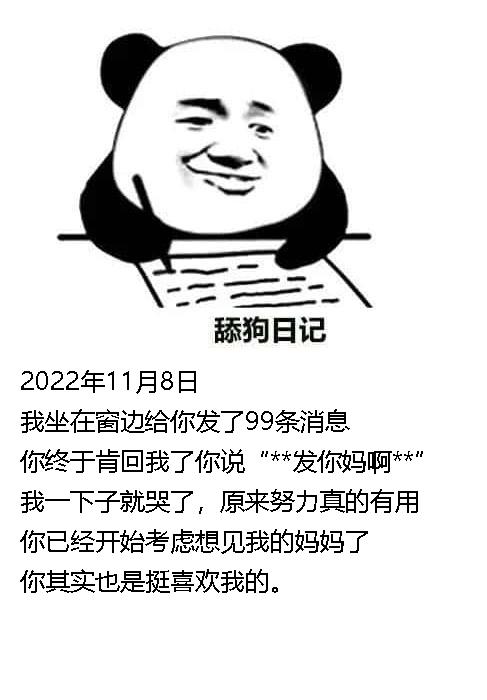 舔狗日记
2022年11月8日
我坐在窗边给你发了99条消息
你终于肯回我了你说“**发你妈啊**”
我一下子就哭了，原来努力真的有用
你已经开始考虑想见我的妈妈了
你其实也是挺喜欢我的。